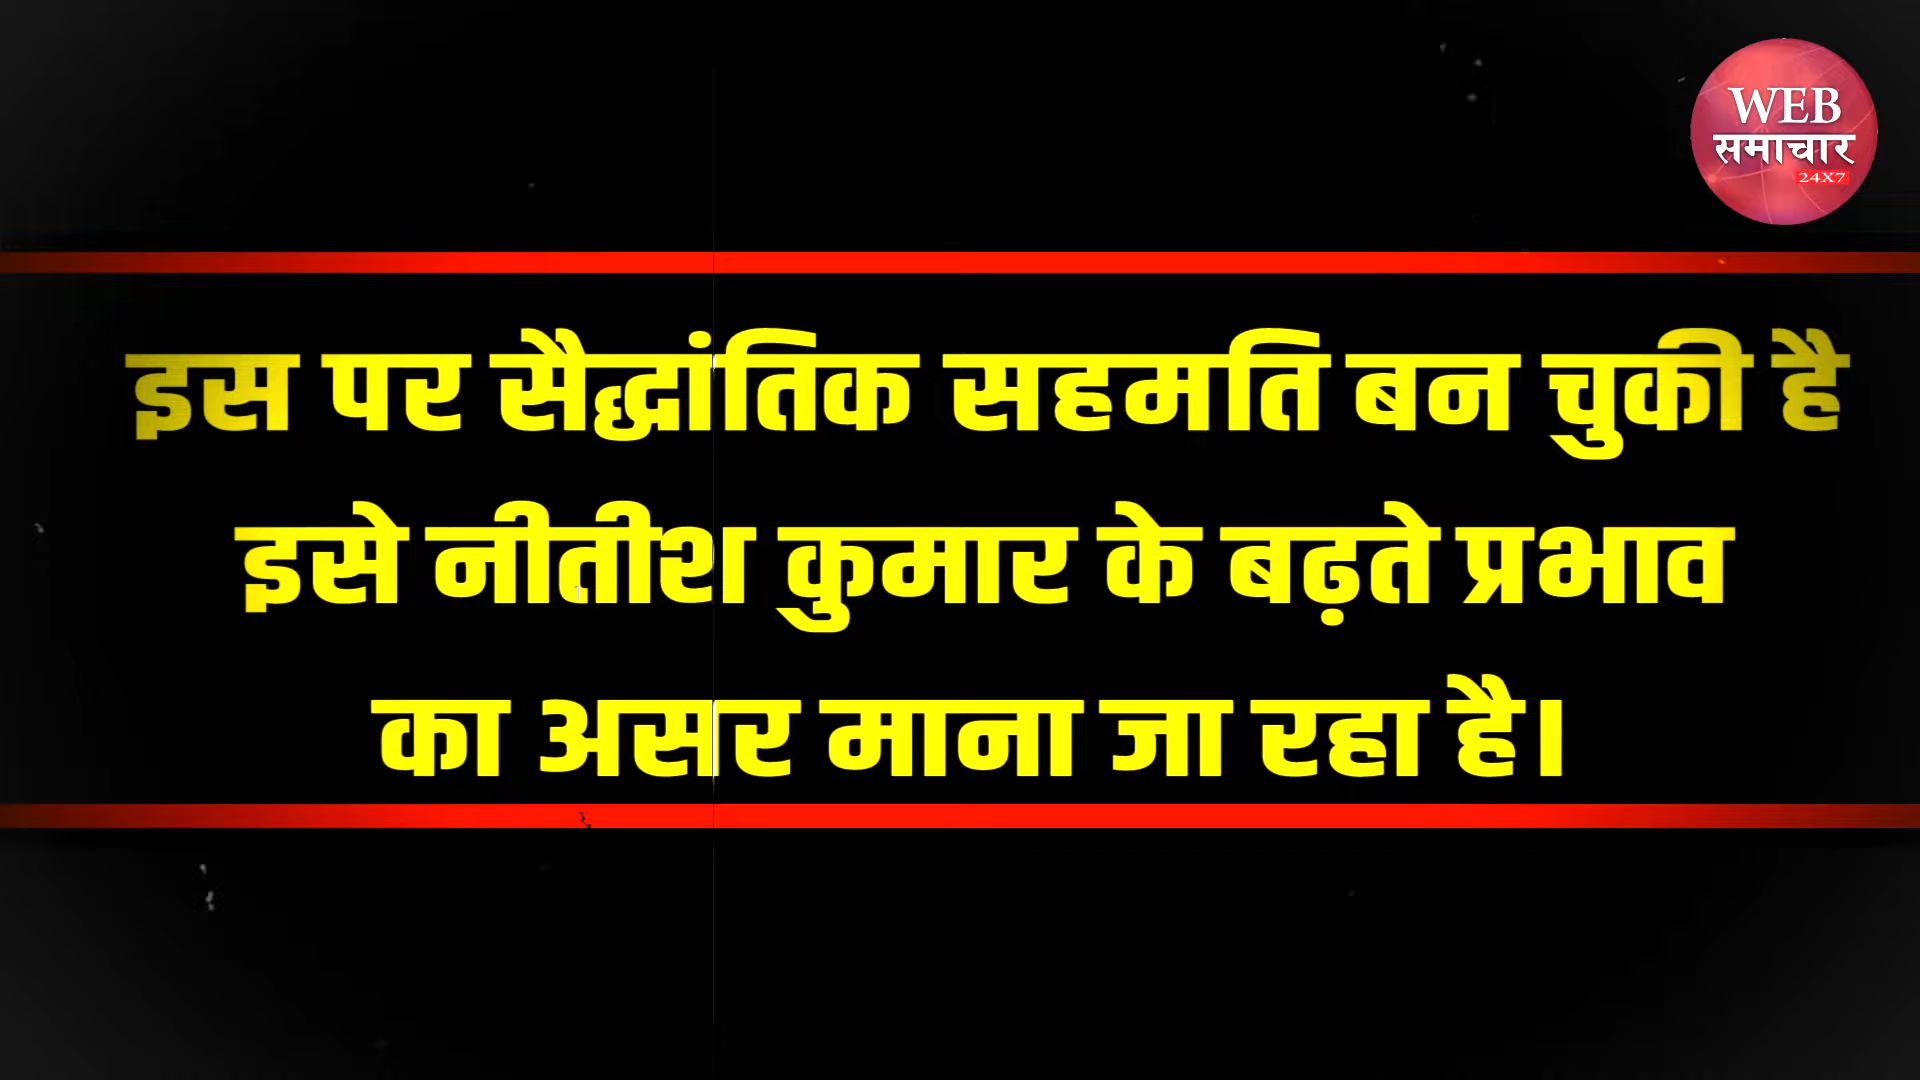 WEB
समाचार
24X7
इस पर सैद्धांतिक सहमति बन चुकी है
इसे नीतीश कुमार के बढ़ते प्रभाव
का असर माना जा रहा है।